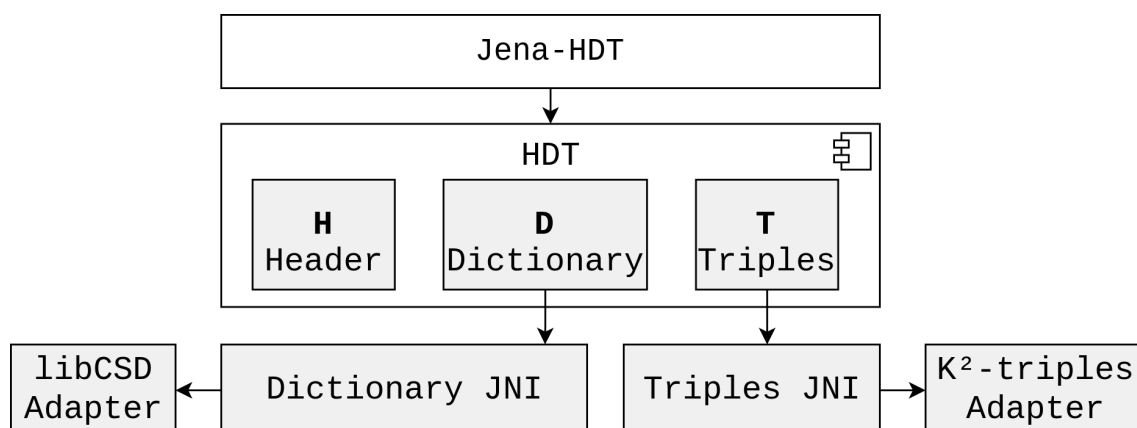 Jena-HDT
HDT
H
Header
D
Dictionary
T
Triples
libCSD
Adapter
Dictionary JNI
Triples JNI
K²-triples
Adapter